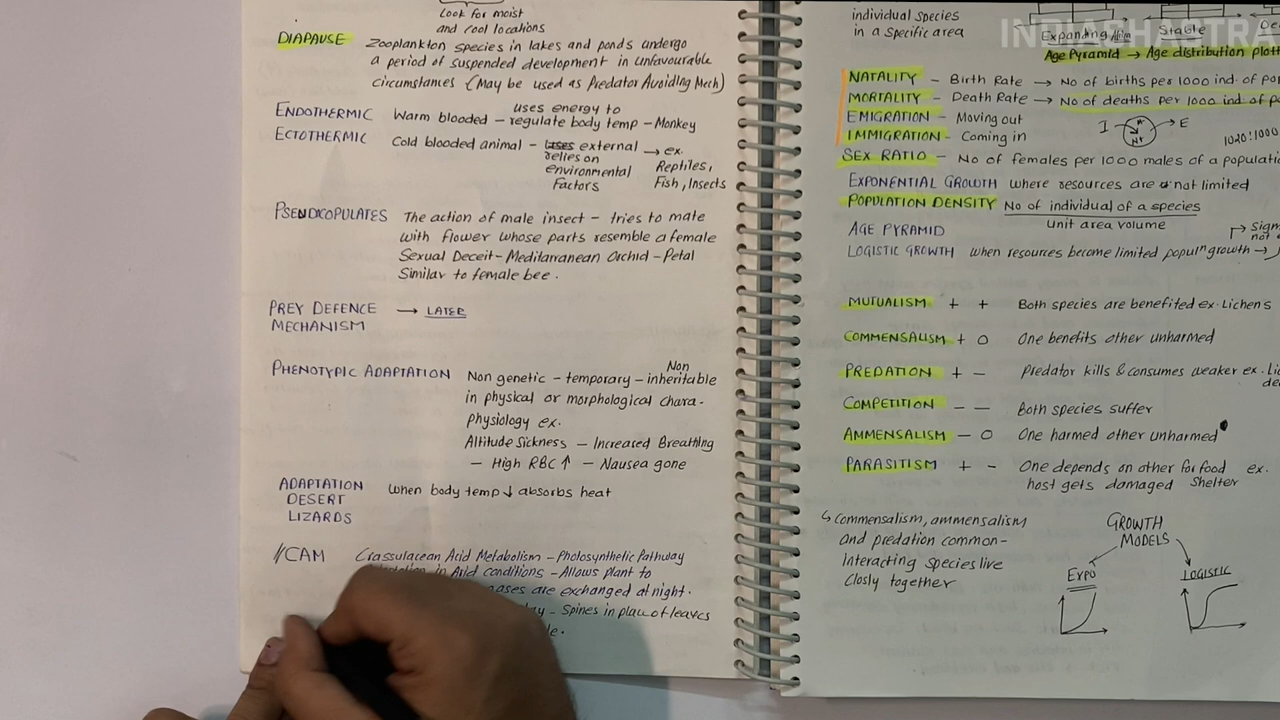 Look for moist
and cool locations
DIAPAUSE Zooplankton species in lakes and ponds undergo
a period of suspended development in unfavourable
circumstances (May be used as Predator Avoiding Mech)
uses energy to
ENDOTHERMIC Warm blooded – regulate body temp – Monkey
ECTOTHERMIC Cold blooded animal – uses external → ex.
relies on Reptiles,
environmental Fish, Insects
Factors
PSENDICOPULATES The action of male insect – tries to mate
with flower whose parts resemble a female
Sexual Deceit – Meditarranean Orchid – Petal
Similar to female bee.
PREY DEFENCE → LATER
MECHANISM
Non
PHENOTYPIC ADAPTATION Non genetic – temporary – inheritable
in physical or morphological chara-
physiology ex.
Altitude Sickness – Increased Breathing
– High RBC ↑ – Nausea gone
ADAPTATION When body temp ↓ absorbs heat
DESERT
LIZARDS
//CAM Crassulacean Acid Metabolism – Photosynthetic Pathway
in Arid conditions – Allows plant to
gases are exchanged at night.
– Spines in place of leaves
individual species
in a specific area
INDIASHASTRA
Expanding Stable
Age Pyramid → Age distribution
NATALITY – Birth Rate → No of births per 1000 ind. of
MORTALITY – Death Rate → No of deaths per 1000 ind of
EMIGRATION – Moving out I → E
IMMIGRATION – Coming in 1020:1000
SEX RATIO – No of females per 1000 males of a
EXPONENTIAL GROWTH where resources are not limited
POPULATION DENSITY No of individual of a species
Unit area volume
AGE PYRAMID
LOGISTIC GROWTH when resources become limited populⁿ growth →
MUTUALISM + + Both species are benefited ex. Lichens
COMMENSALISM + O One benefits other unharmed
PREDATION + – Predator kills & consumes weaker ex.
COMPETITION – – Both species suffer
AMMENSALISM – O One harmed other unharmed
PARASITISM + – One depends on other for food ex.
host gets damaged Shelter
↳ Commensalism, ammensalism
and predation common-
interacting species live
closly together
GROWTH
MODELS
EXPO LOGISTIC